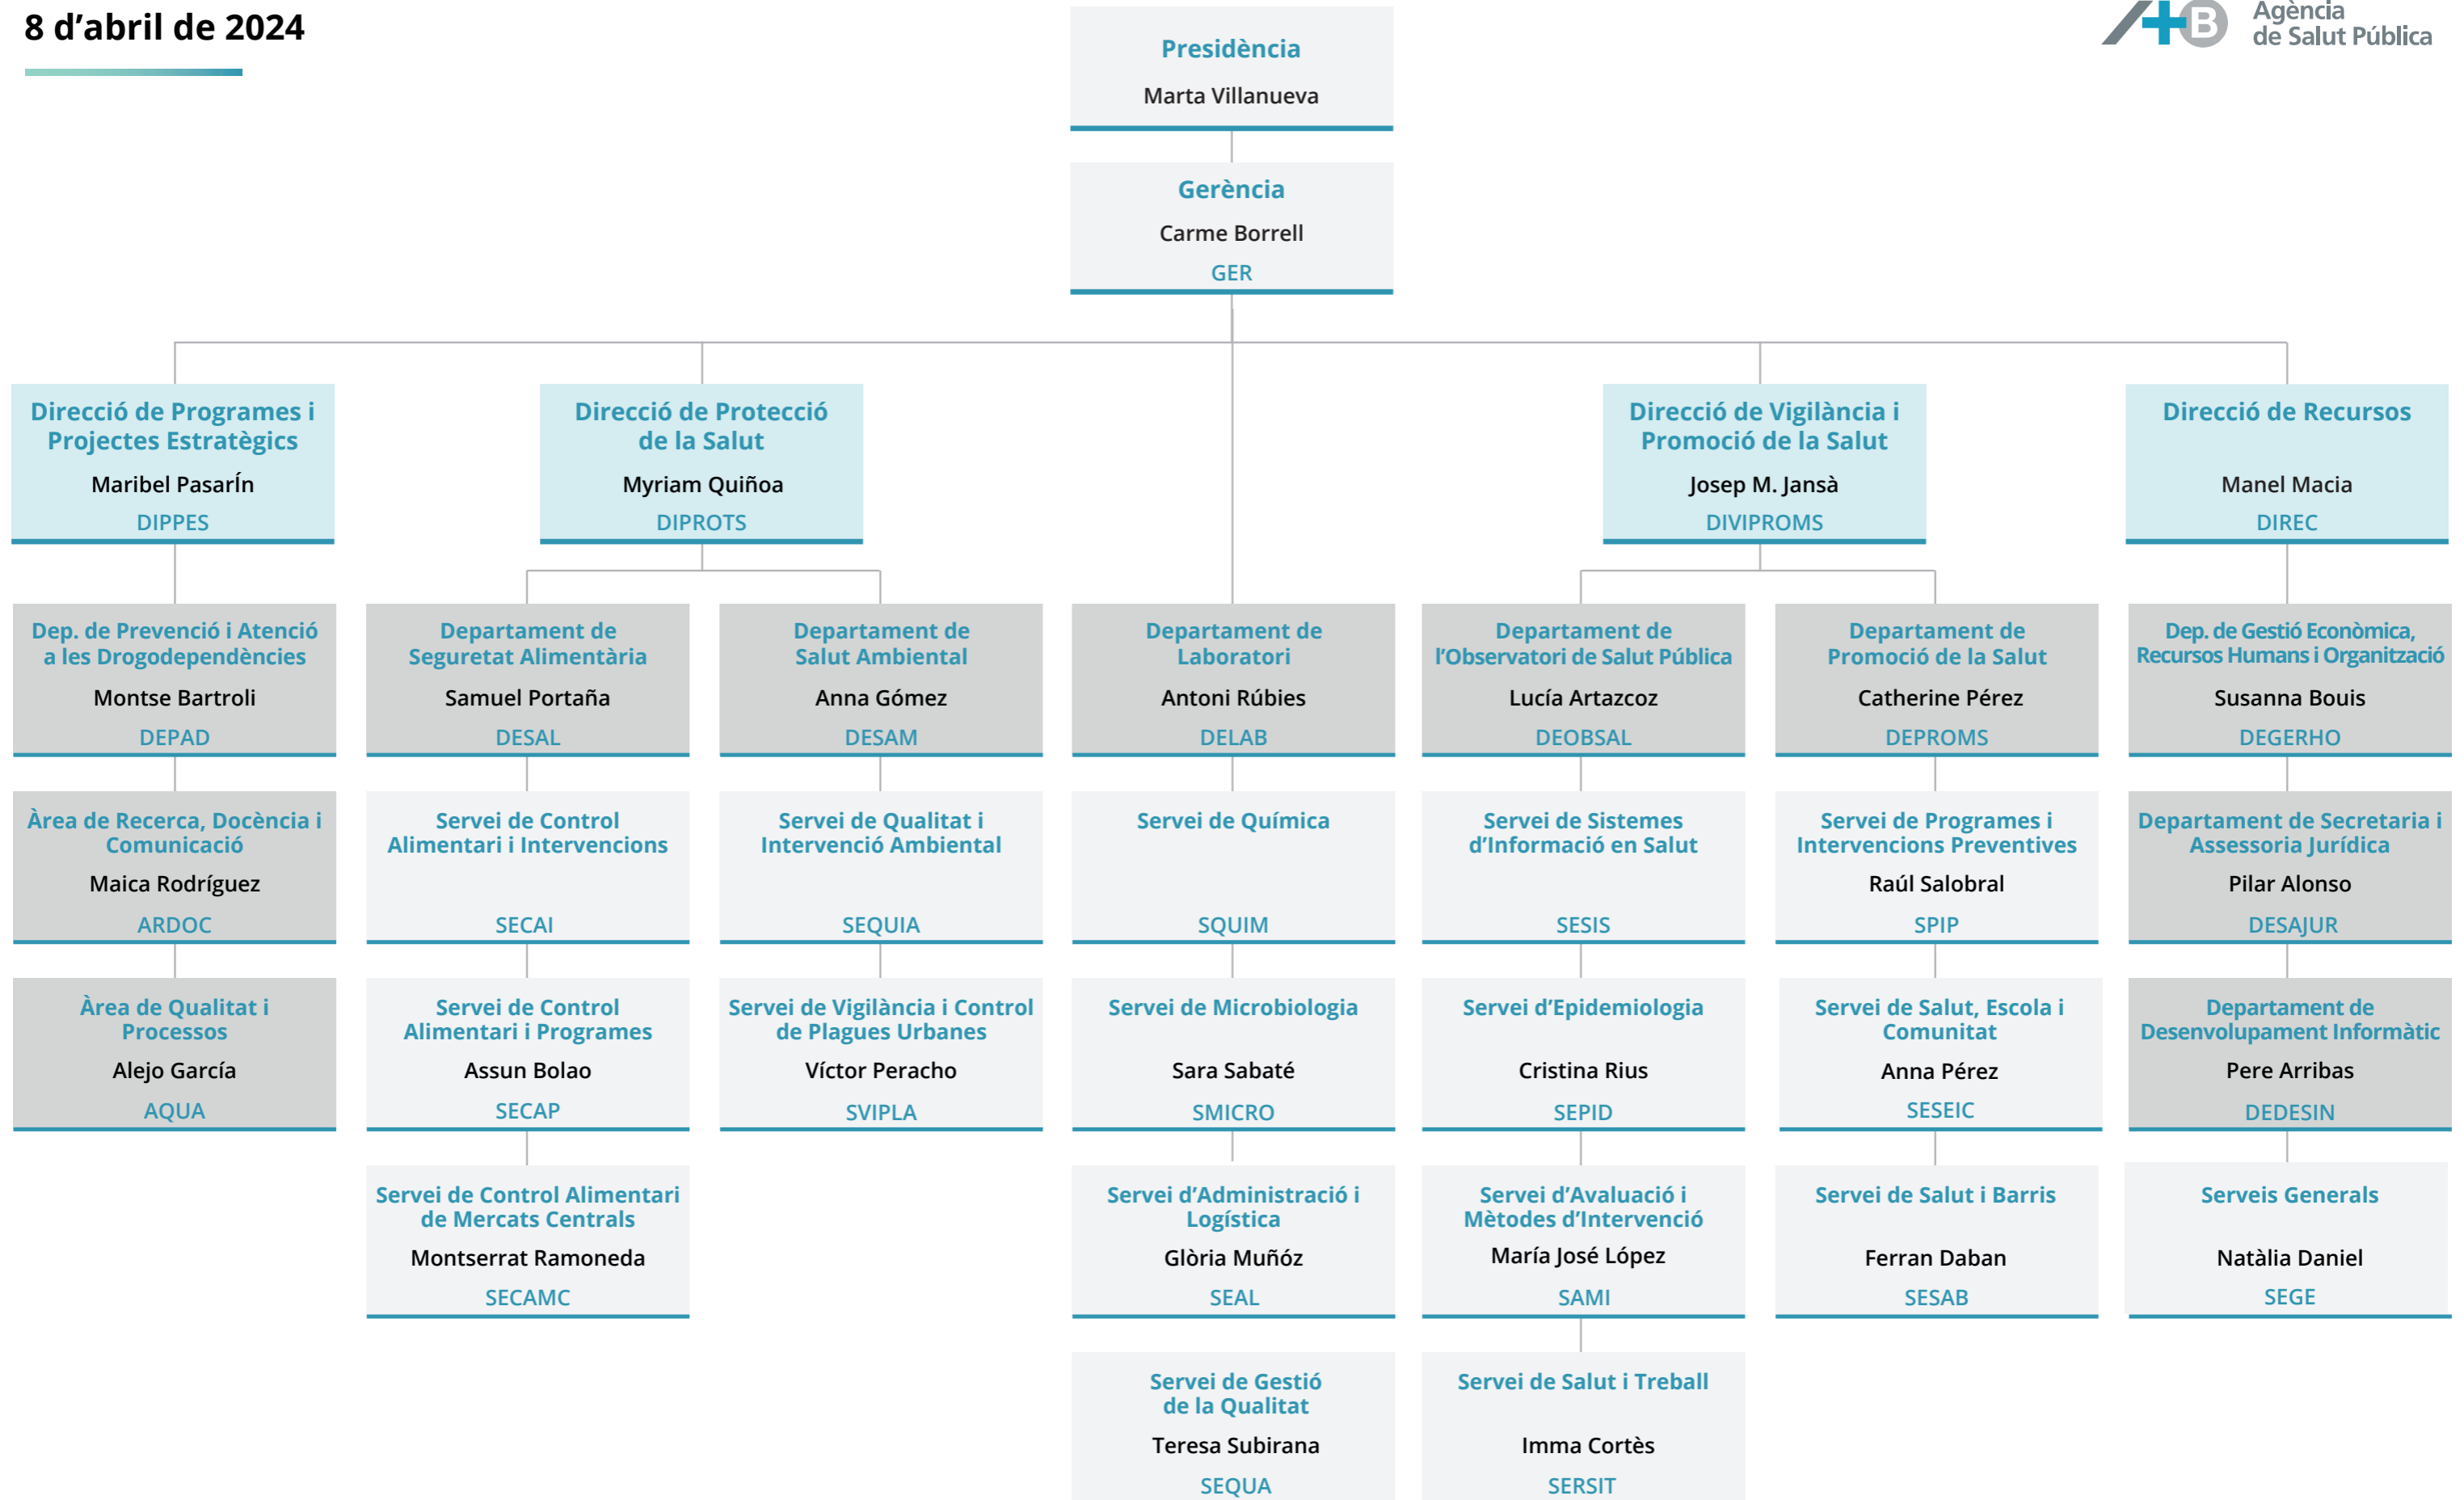 8 d’abril de 2024
Agència
de Salut Pública
B
Presidència
Marta Villanueva
Gerència
Carme Borrell
GER
Direcció de Programes i
Projectes Estratègics
Maribel PasarÍn
DIPPES
Direcció de Protecció
de la Salut
Myriam Quiñoa
DIPROTS
Direcció de Vigilància i
Promoció de la Salut
Josep M. Jansà
DIVIPROMS
Direcció de Recursos
Manel Macia
DIREC
Dep. de Prevenció i Atenció
a les Drogodependències
Montse Bartroli
DEPAD
Departament de
Seguretat Alimentària
Samuel Portaña
DESAL
Departament de
Salut Ambiental
Anna Gómez
DESAM
Departament de
Laboratori
Antoni Rúbies
DELAB
Departament de
l’Observatori de Salut Pública
Lucía Artazcoz
DEOBSAL
Departament de
Promoció de la Salut
Catherine Pérez
DEPROMS
Dep. de Gestió Econòmica,
Recursos Humans i Organització
Susanna Bouis
DEGERHO
Àrea de Recerca, Docència i
Comunicació
Maica Rodríguez
ARDOC
Servei de Control
Alimentari i Intervencions
SECAI
Servei de Qualitat i
Intervenció Ambiental
SEQUIA
Servei de Química
SQUIM
Servei de Sistemes
d’Informació en Salut
SESIS
Servei de Programes i
Intervencions Preventives
Raúl Salobral
SPIP
Departament de Secretaria i
Assessoria Jurídica
Pilar Alonso
DESAJUR
Àrea de Qualitat i
Processos
Alejo García
AQUA
Servei de Control
Alimentari i Programes
Assun Bolao
SECAP
Servei de Vigilància i Control
de Plagues Urbanes
Víctor Peracho
SVIPLA
Servei de Microbiologia
Sara Sabaté
SMICRO
Servei d’Epidemiologia
Cristina Rius
SEPID
Servei de Salut, Escola i
Comunitat
Anna Pérez
SESEIC
Departament de
Desenvolupament Informàtic
Pere Arribas
DEDESIN
Servei de Control Alimentari
de Mercats Centrals
Montserrat Ramoneda
SECAMC
Servei d’Administració i
Logística
Glòria Muñóz
SEAL
Servei d’Avaluació i
Mètodes d’Intervenció
María José López
SAMI
Servei de Salut i Barris
Ferran Daban
SESAB
Serveis Generals
Natàlia Daniel
SEGE
Servei de Gestió
de la Qualitat
Teresa Subirana
SEQUA
Servei de Salut i Treball
Imma Cortès
SERSIT